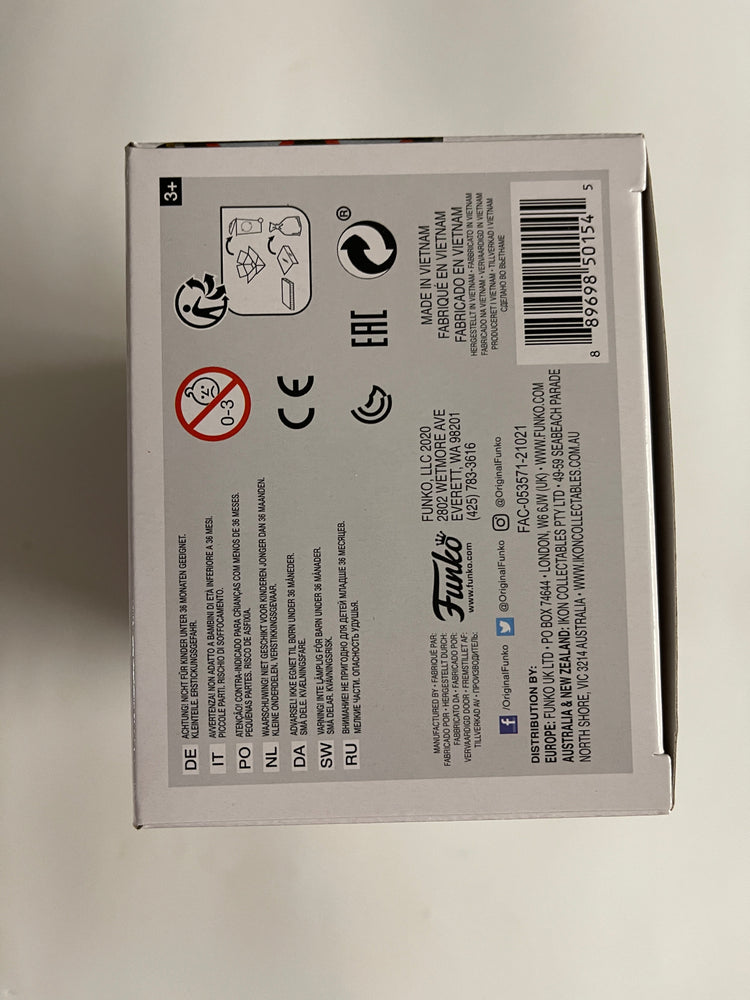 3+
0-3
CE
EAC
®
DE ACHTUNG! NICHT FÜR KINDER UNTER 36 MONATEN GEEIGNET.
KLEINTEILE. ERSTICKUNGSGEFAHR.
IT AVVERTENZA! NON ADATTO A BAMBINI DI ETÀ INFERIORE A 36 MESI.
PICCOLE PARTI. RISCHIO DI SOFFOCAMENTO.
PO ATENÇÃO! CONTRA-INDICADO PARA CRIANÇAS COM MENOS DE 36 MESES.
PEQUENAS PARTES. RISCO DE ASFIXIA.
NL WAARSCHUWING! NIET GESCHIKT VOOR KINDEREN JONGER DAN 36 MAANDEN.
KLEINE ONDERDELEN. VERSTIKKINGSGEVAAR.
DA ADVARSEL! IKKE EGNET TIL BØRN UNDER 36 MÅNEDER.
SMÅ DELE. KVÆLNINGSFARE.
SW VARNING! INTE LÄMPLIG FÖR BARN UNDER 36 MÅNADER.
SMÅ DELAR. KVÄVNINGSRISK.
RU ВНИМАНИЕ! НЕ ПРИГОДНО ДЛЯ ДЕТЕЙ МЛАДШЕ 36 МЕСЯЦЕВ.
МЕЛКИЕ ЧАСТИ. ОПАСНОСТЬ УДУШЬЯ.
MANUFACTURED BY • FABRIQUÉ PAR:
FABRICADO POR • HERGESTELLT DURCH:
FABBRICATO DA • FABRICADO POR:
VERVAARDIGD DOOR • FREMSTILLET AF:
TILLVERKAD AV • ПРОИЗВОДИТЕЛЬ:
Funko
www.funko.com
FUNKO, LLC 2020
2802 WETMORE AVE
EVERETT, WA 98201
(425) 783-3616
MADE IN VIETNAM
FABRIQUÉ EN VIETNAM
FABRICADO EN VIETNAM
HERGESTELLT IN VIETNAM • FABBRICATO IN VIETNAM
FABRICADO NA VIETNAM • VERVAARDIGD IN VIETNAM
PRODUCERET I VIETNAM • TILLVERKAD I VIETNAM
СДЕЛАНО ВО ВЬЕТНАМЕ
/OriginalFunko @OriginalFunko @OriginalFunko
FAC-053571-21021
DISTRIBUTION BY:
EUROPE: FUNKO UK LTD • PO BOX 74644 • LONDON, W6 6JW (UK) • WWW.FUNKO.COM
AUSTRALIA & NEW ZEALAND: IKON COLLECTABLES PTY LTD • 49-59 SEABEACH PARADE
NORTH SHORE, VIC 3214 AUSTRALIA • WWW.IKONCOLLECTABLES.COM.AU
8 89698 50154 5